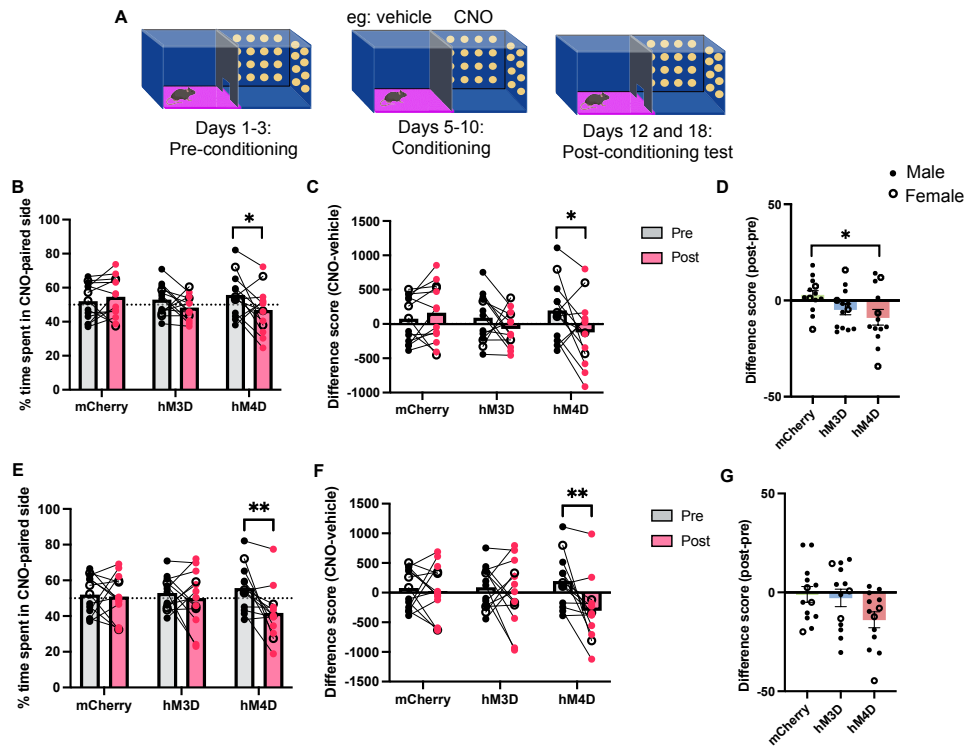 A
eg: vehicle CNO
Days 1-3:
Pre-conditioning
Days 5-10:
Conditioning
Days 12 and 18:
Post-conditioning test
B
% time spent in CNO-paired side
100
80
60
40
20
0
*
mCherry
hM3D
hM4D
C
Difference score (CNO-vehicle)
1500
1000
500
0
-500
-1000
*
mCherry
hM3D
hM4D
Pre
Post
D
Male
Female
Difference score (post-pre)
50
0
-50
*
mCherry
hM3D
hM4D
E
% time spent in CNO-paired side
100
80
60
40
20
0
**
mCherry
hM3D
hM4D
F
Difference score (CNO-vehicle)
1500
1000
500
0
-500
-1000
-1500
**
mCherry
hM3D
hM4D
Pre
Post
G
Difference score (post-pre)
50
0
-50
mCherry
hM3D
hM4D